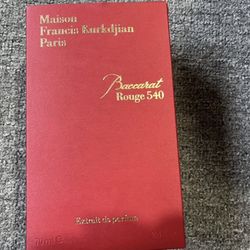 Maison
Francis Kurkdjian
Paris
Baccarat
Rouge 540
Extrait de parfum